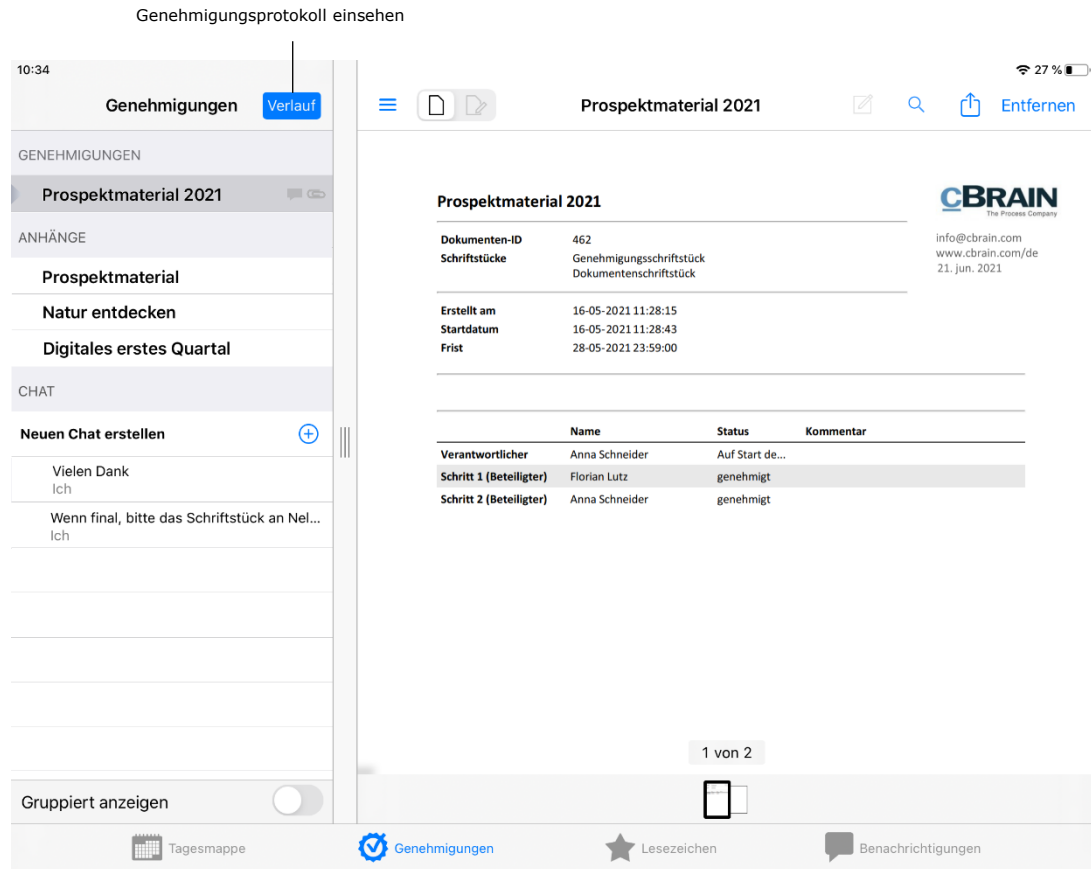 Genehmigungsprotokoll einsehen
10:34
27 %
Genehmigungen
Verlauf
Prospektmaterial 2021
Entfernen
GENEHMIGUNGEN
Prospektmaterial 2021
ANHÄNGE
Prospektmaterial
Natur entdecken
Digitales erstes Quartal
CHAT
Neuen Chat erstellen
Vielen Dank
Ich
Wenn final, bitte das Schriftstück an Nel...
Ich
Gruppiert anzeigen
Prospektmaterial 2021
cBRAIN
The Process Company
info@cbrain.com
www.cbrain.com/de
21. jun. 2021
Dokumenten-ID 462
Schriftstücke Genehmigungsschriftstück
Dokumentenschriftstück
Erstellt am 16-05-2021 11:28:15
Startdatum 16-05-2021 11:28:43
Frist 28-05-2021 23:59:00
Name Status Kommentar
Verantwortlicher Anna Schneider Auf Start de...
Schritt 1 (Beteiligter) Florian Lutz genehmigt
Schritt 2 (Beteiligter) Anna Schneider genehmigt
1 von 2
Tagesmappe
Genehmigungen
Lesezeichen
Benachrichtigungen